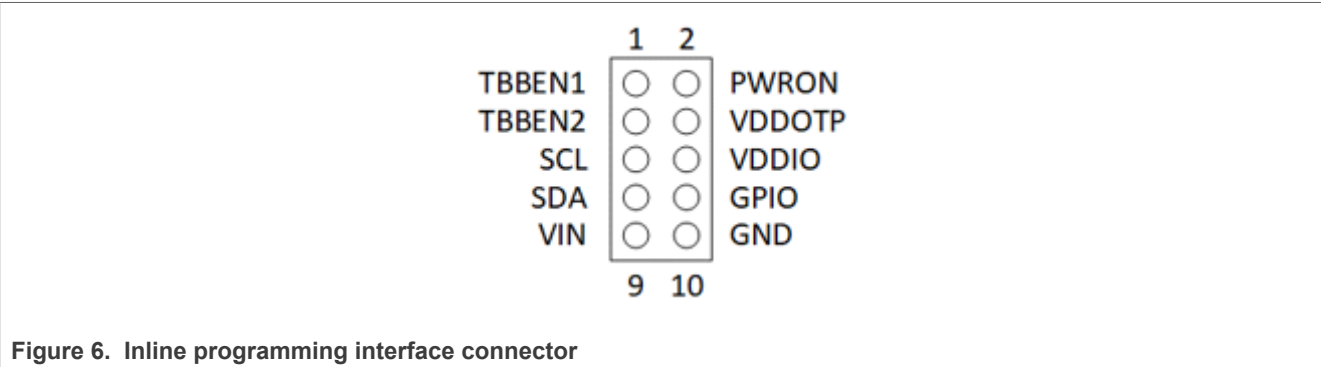 1 2
TBBEN1 PWRON
TBBEN2 VDDOTP
SCL VDDIO
SDA GPIO
VIN GND
9 10
Figure 6. Inline programming interface connector